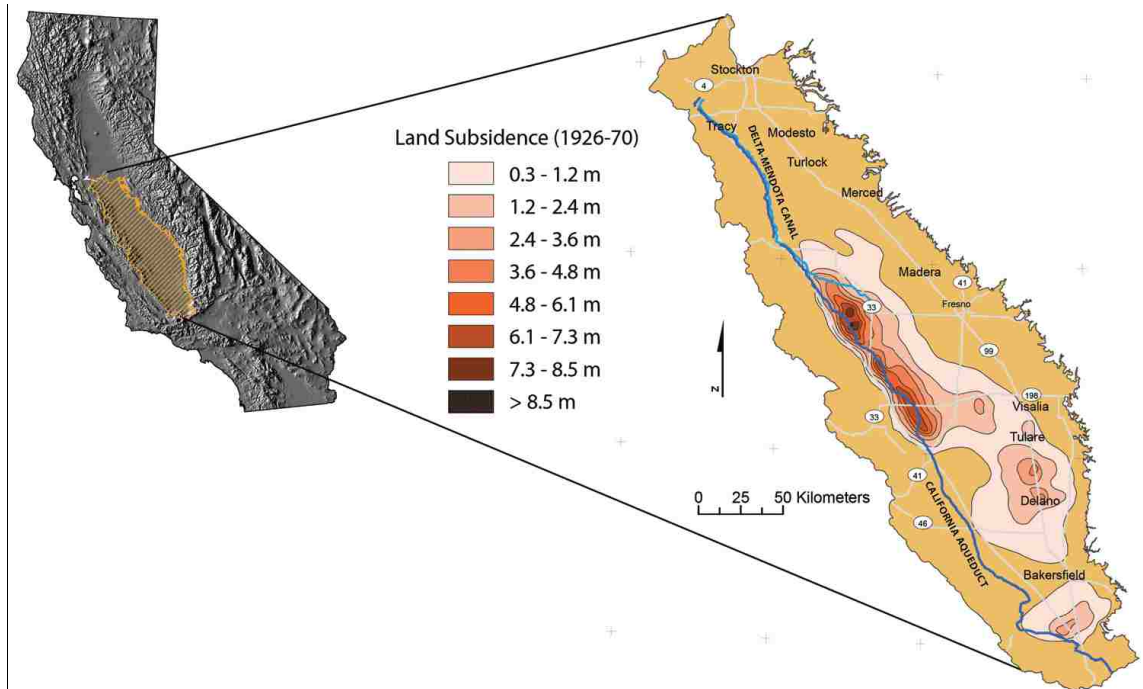 Land Subsidence (1926-70)
0.3 - 1.2 m
1.2 - 2.4 m
2.4 - 3.6 m
3.6 - 4.8 m
4.8 - 6.1 m
6.1 - 7.3 m
7.3 - 8.5 m
> 8.5 m
N
0 25 50 Kilometers
Stockton
4
Tracy
Modesto
DELTA-MENDOTA CANAL
Turlock
Merced
Madera
41
33
Fresno
99
198
33
Visalia
Tulare
41
Delano
46
CALIFORNIA AQUEDUCT
Bakersfield